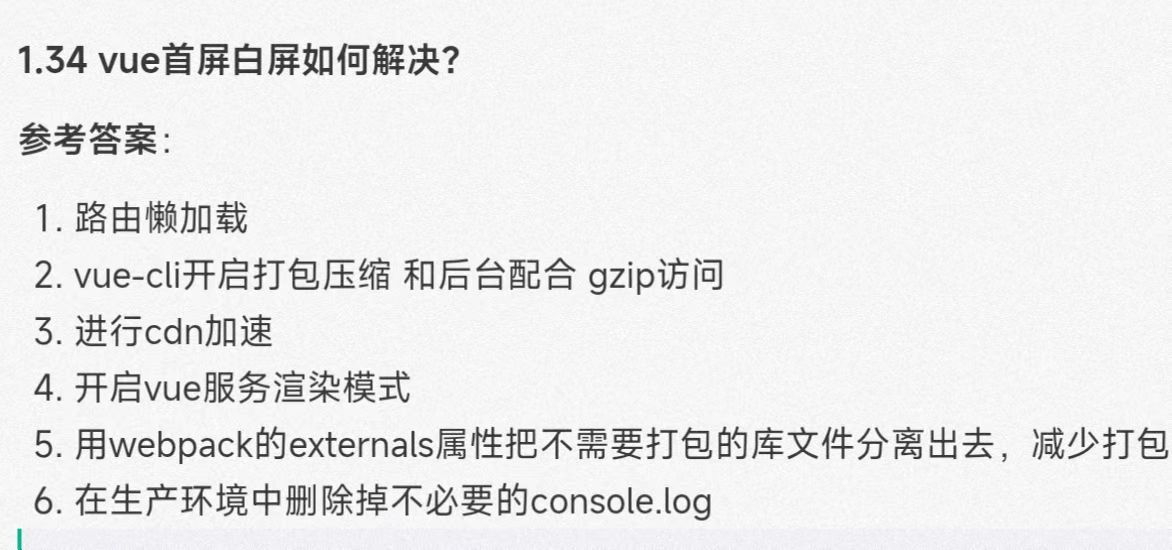 1.34 vue首屏白屏如何解决?
参考答案:
1. 路由懒加载
2. vue-cli开启打包压缩 和后台配合 gzip访问
3. 进行cdn加速
4. 开启vue服务渲染模式
5. 用webpack的externals属性把不需要打包的库文件分离出去，减少打包
6. 在生产环境中删除掉不必要的console.log